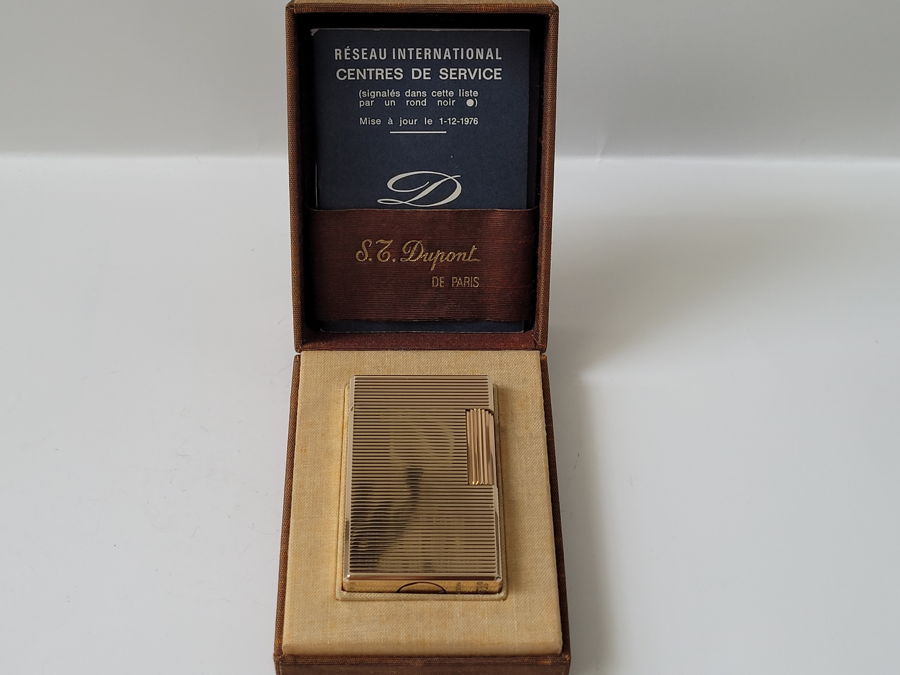 RÉSEAU INTERNATIONAL
CENTRES DE SERVICE
(signalés dans cette liste
par un rond noir ●)
Mise à jour le 1-12-1976
D
S.T. Dupont
DE PARIS